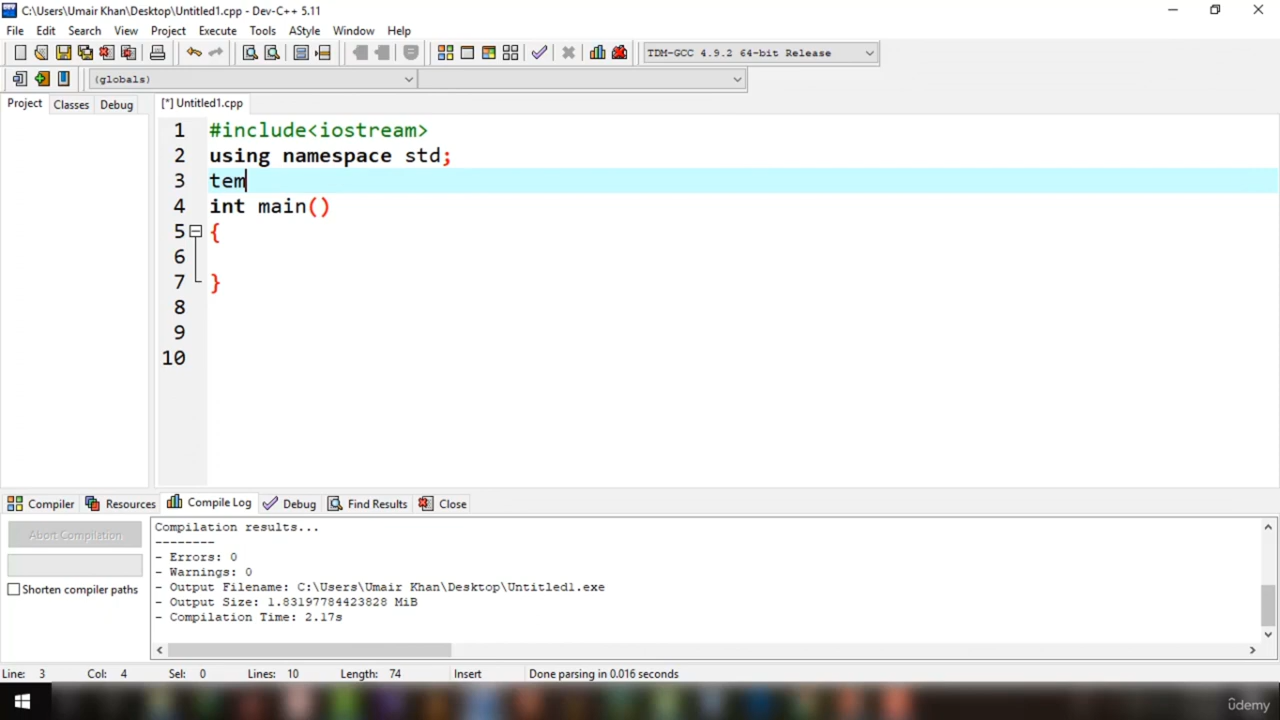 C:\Users\Umair Khan\Desktop\Untitled1.cpp - Dev-C++ 5.11
File Edit Search View Project Execute Tools AStyle Window Help
TDM-GCC 4.9.2 64-bit Release
(globals)
Project Classes Debug [*] Untitled1.cpp
1 #include<iostream>
2 using namespace std;
3 tem
4 int main()
5 {
6
7 }
8
9
10
Compiler Resources Compile Log Debug Find Results Close
Abort Compilation
Shorten compiler paths
Compilation results...
--------
- Errors: 0
- Warnings: 0
- Output Filename: C:\Users\Umair Khan\Desktop\Untitled1.exe
- Output Size: 1.83197784423828 MiB
- Compilation Time: 2.17s
Line: 3 Col: 4 Sel: 0 Lines: 10 Length: 74 Insert Done parsing in 0.016 seconds
ûdemy